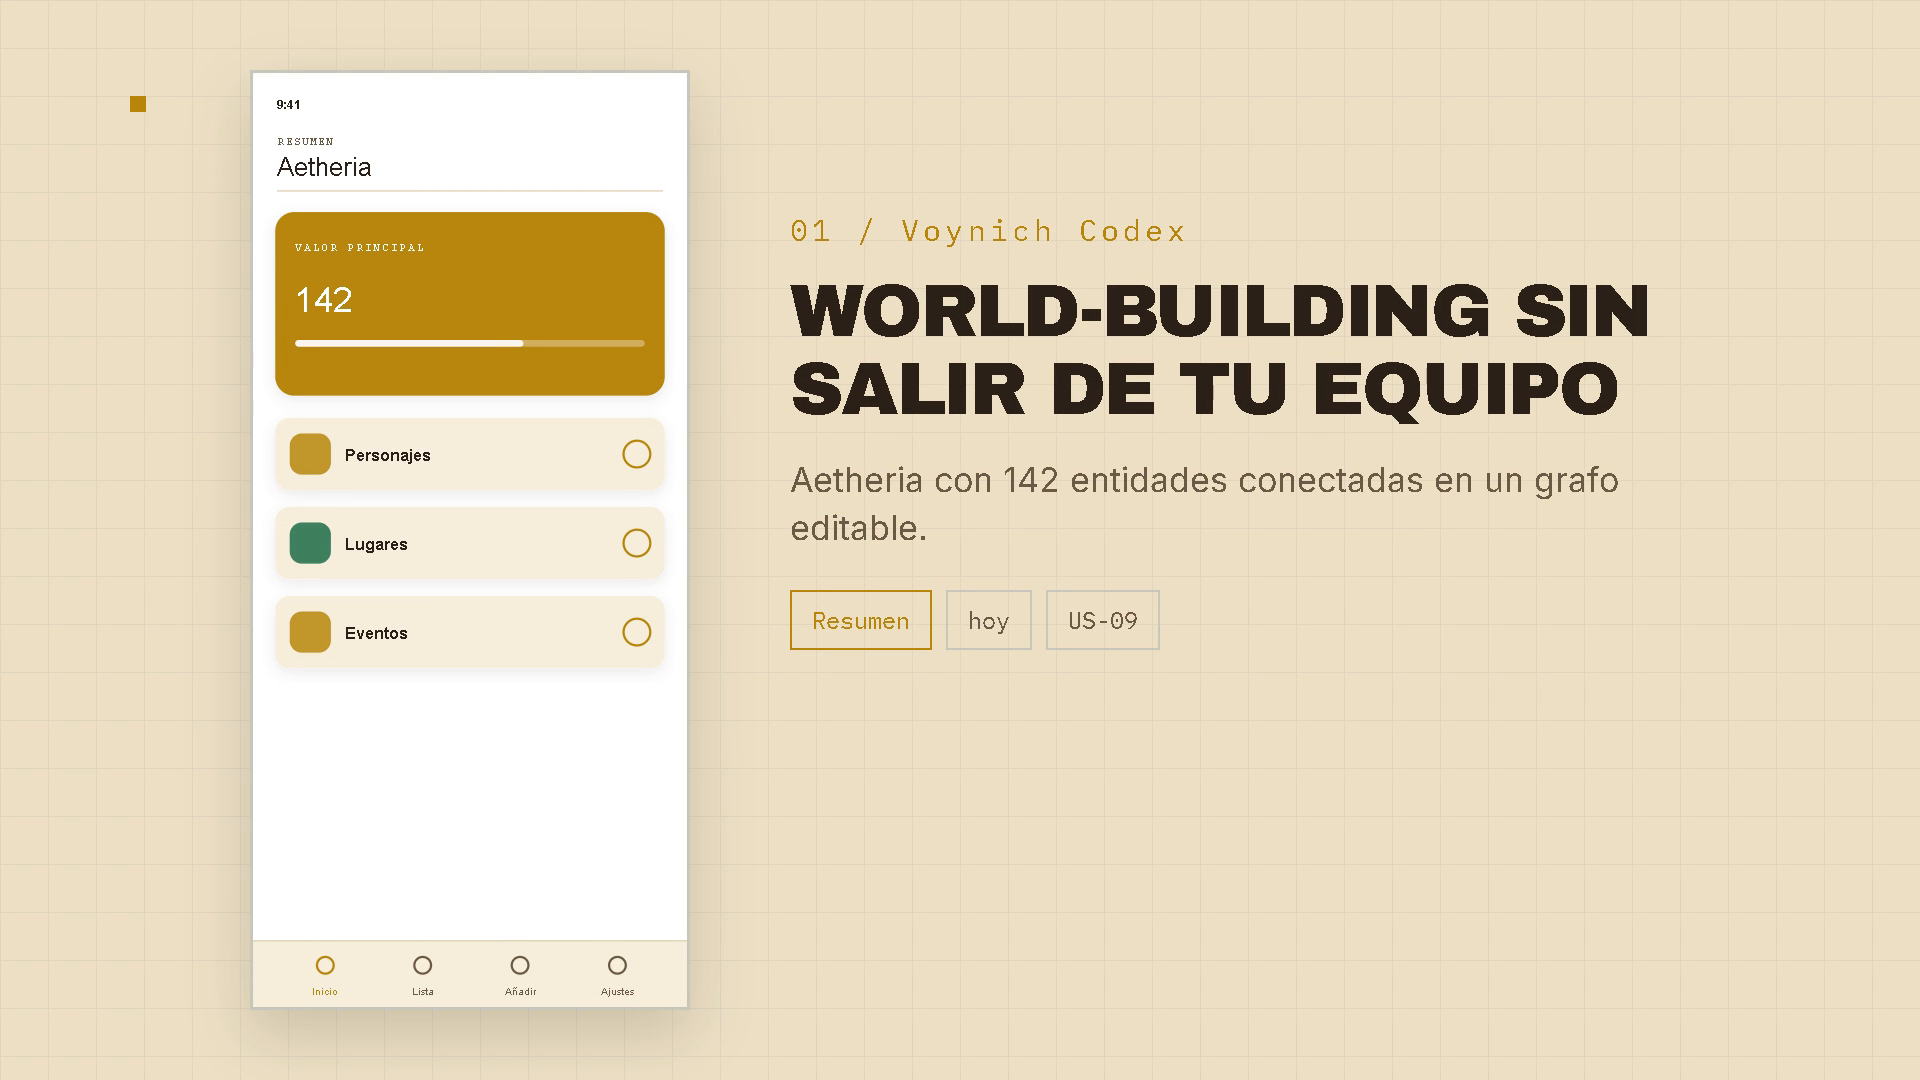 9:41
RESUMEN
Aetheria
VALOR PRINCIPAL
142
Personajes
Lugares
Eventos
Inicio
Lista
Añadir
Ajustes
01 / Voynich Codex
WORLD-BUILDING SIN
SALIR DE TU EQUIPO
Aetheria con 142 entidades conectadas en un grafo
editable.
Resumen
hoy
US-09